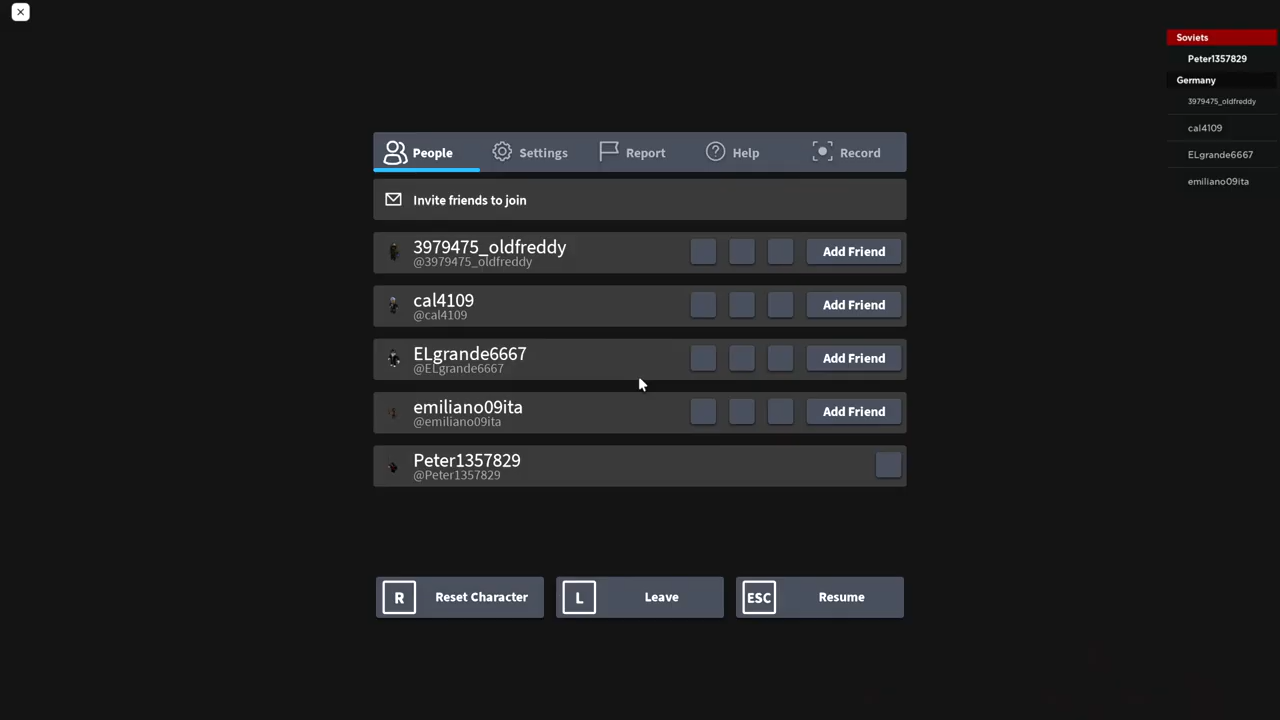 Soviets
Peter1357829
Germany
3979475_oldfreddy
cal4109
ELgrande6667
emiliano09ita
People Settings Report Help Record
Invite friends to join
3979475_oldfreddy
@3979475_oldfreddy
Add Friend
cal4109
@cal4109
Add Friend
ELgrande6667
@ELgrande6667
Add Friend
emiliano09ita
@emiliano09ita
Add Friend
Peter1357829
@Peter1357829
R Reset Character L Leave ESC Resume